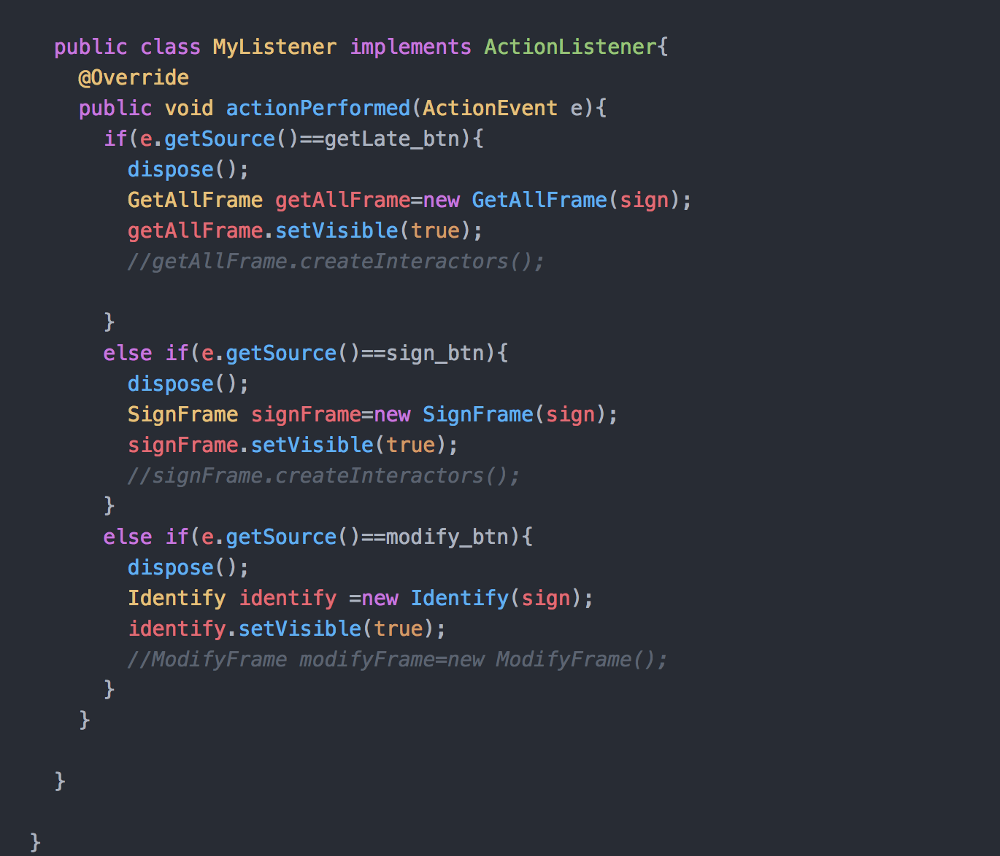 public class MyListener implements ActionListener{
@Override
public void actionPerformed(ActionEvent e){
if(e.getSource()==getLate_btn){
dispose();
GetAllFrame getAllFrame=new GetAllFrame(sign);
getAllFrame.setVisible(true);
//getAllFrame.createInteractors();
}
else if(e.getSource()==sign_btn){
dispose();
SignFrame signFrame=new SignFrame(sign);
signFrame.setVisible(true);
//signFrame.createInteractors();
}
else if(e.getSource()==modify_btn){
dispose();
Identify identify =new Identify(sign);
identify.setVisible(true);
//ModifyFrame modifyFrame=new ModifyFrame();
}
}
}
}